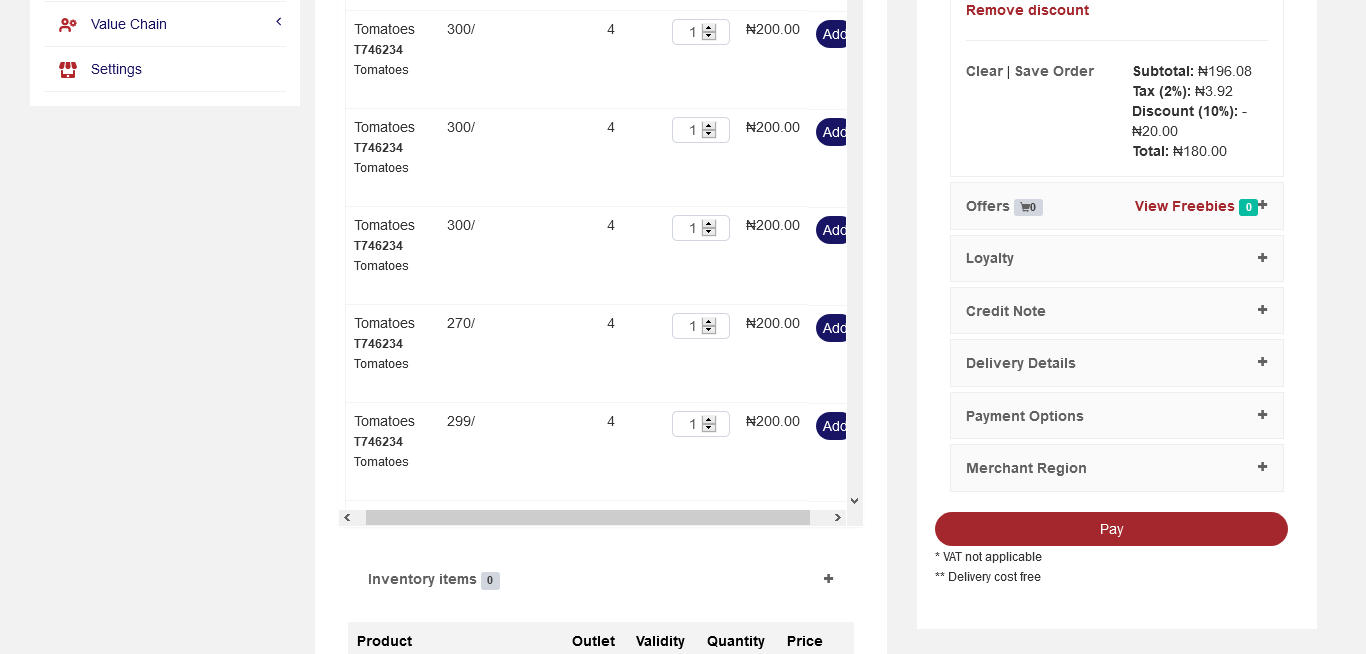 Value Chain
Settings
Tomatoes 300/ 4 1 ₦200.00 Add
T746234
Tomatoes
Tomatoes 300/ 4 1 ₦200.00 Add
T746234
Tomatoes
Tomatoes 300/ 4 1 ₦200.00 Add
T746234
Tomatoes
Tomatoes 270/ 4 1 ₦200.00 Add
T746234
Tomatoes
Tomatoes 299/ 4 1 ₦200.00 Add
T746234
Tomatoes
Inventory items 0
Product Outlet Validity Quantity Price
Remove discount
Clear | Save Order
Subtotal: ₦196.08
Tax (2%): ₦3.92
Discount (10%): -
₦20.00
Total: ₦180.00
Offers 0 View Freebies 0
Loyalty
Credit Note
Delivery Details
Payment Options
Merchant Region
Pay
* VAT not applicable
** Delivery cost free